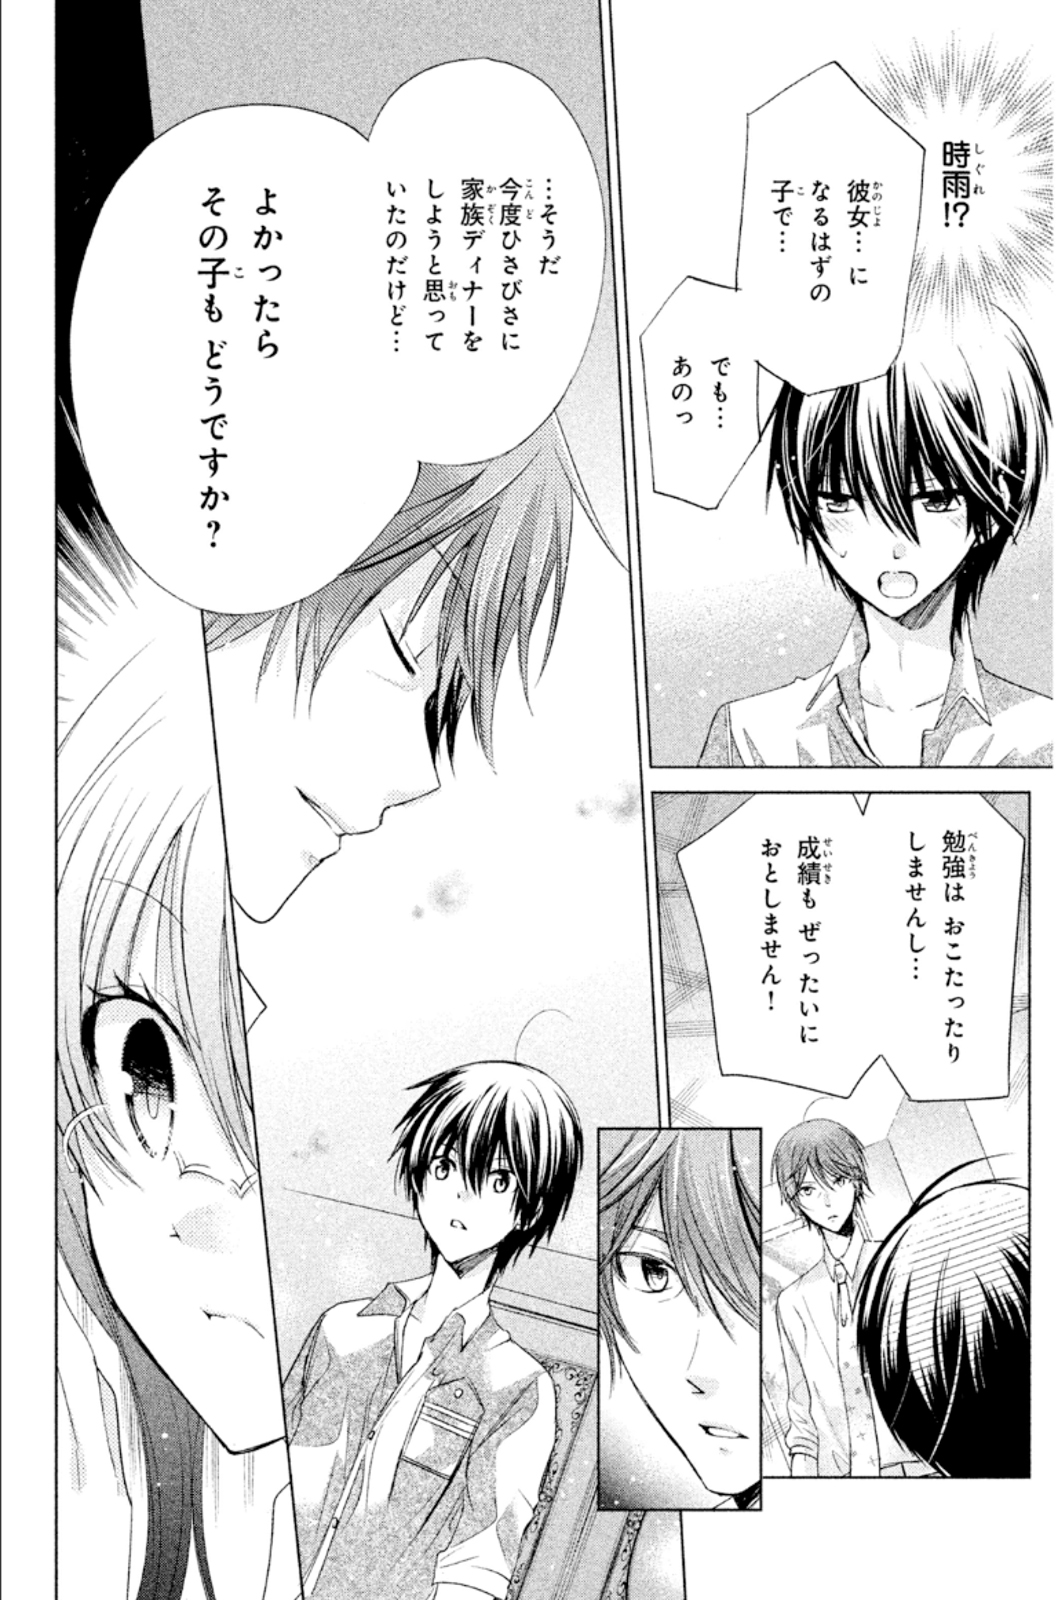 時雨!?
彼女…に
なるはずの
子で…
でも…
あのっ
勉強は おこたったり
しませんし…
成績も ぜったいに
おとしません！
…そうだ
今度ひさびさに
家族ディナーを
しようと思って
いたのだけど…
よかったら
その子も どうですか？